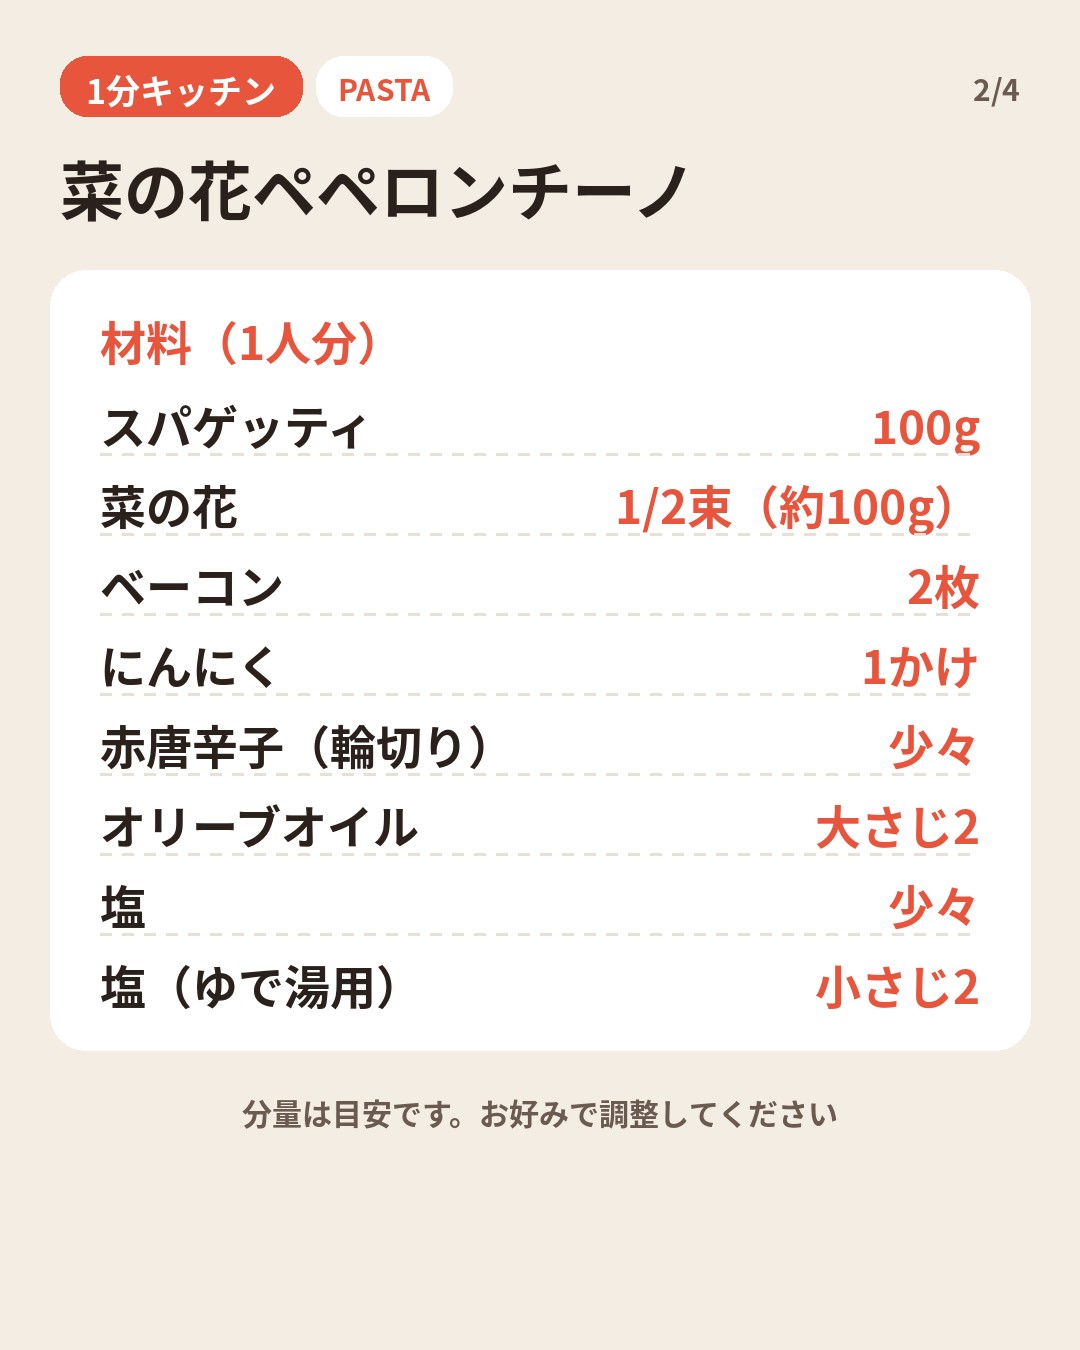 1分キッチン PASTA 2/4
菜の花ペペロンチーノ
材料（1人分）
スパゲッティ 100g
菜の花 1/2束（約100g）
ベーコン 2枚
にんにく 1かけ
赤唐辛子（輪切り） 少々
オリーブオイル 大さじ2
塩 少々
塩（ゆで湯用） 小さじ2
分量は目安です。お好みで調整してください